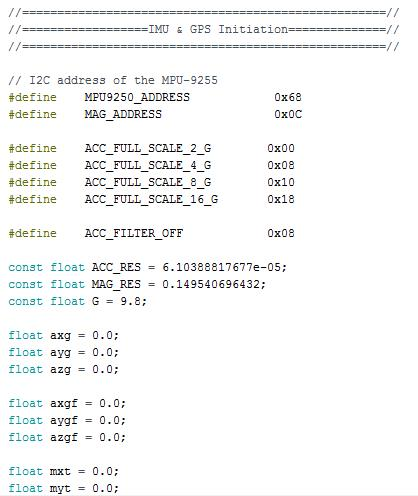 //====================================================//
//==================IMU & GPS Initiation==============//
//====================================================//
// I2C address of the MPU-9255
#define    MPU9250_ADDRESS            0x68
#define    MAG_ADDRESS                0x0C
#define    ACC_FULL_SCALE_2_G        0x00
#define    ACC_FULL_SCALE_4_G        0x08
#define    ACC_FULL_SCALE_8_G        0x10
#define    ACC_FULL_SCALE_16_G       0x18
#define    ACC_FILTER_OFF            0x08
const float ACC_RES = 6.10388817677e-05;
const float MAG_RES = 0.149540696432;
const float G = 9.8;
float axg = 0.0;
float ayg = 0.0;
float azg = 0.0;
float axgf = 0.0;
float aygf = 0.0;
float azgf = 0.0;
float mxt = 0.0;
float myt = 0.0;